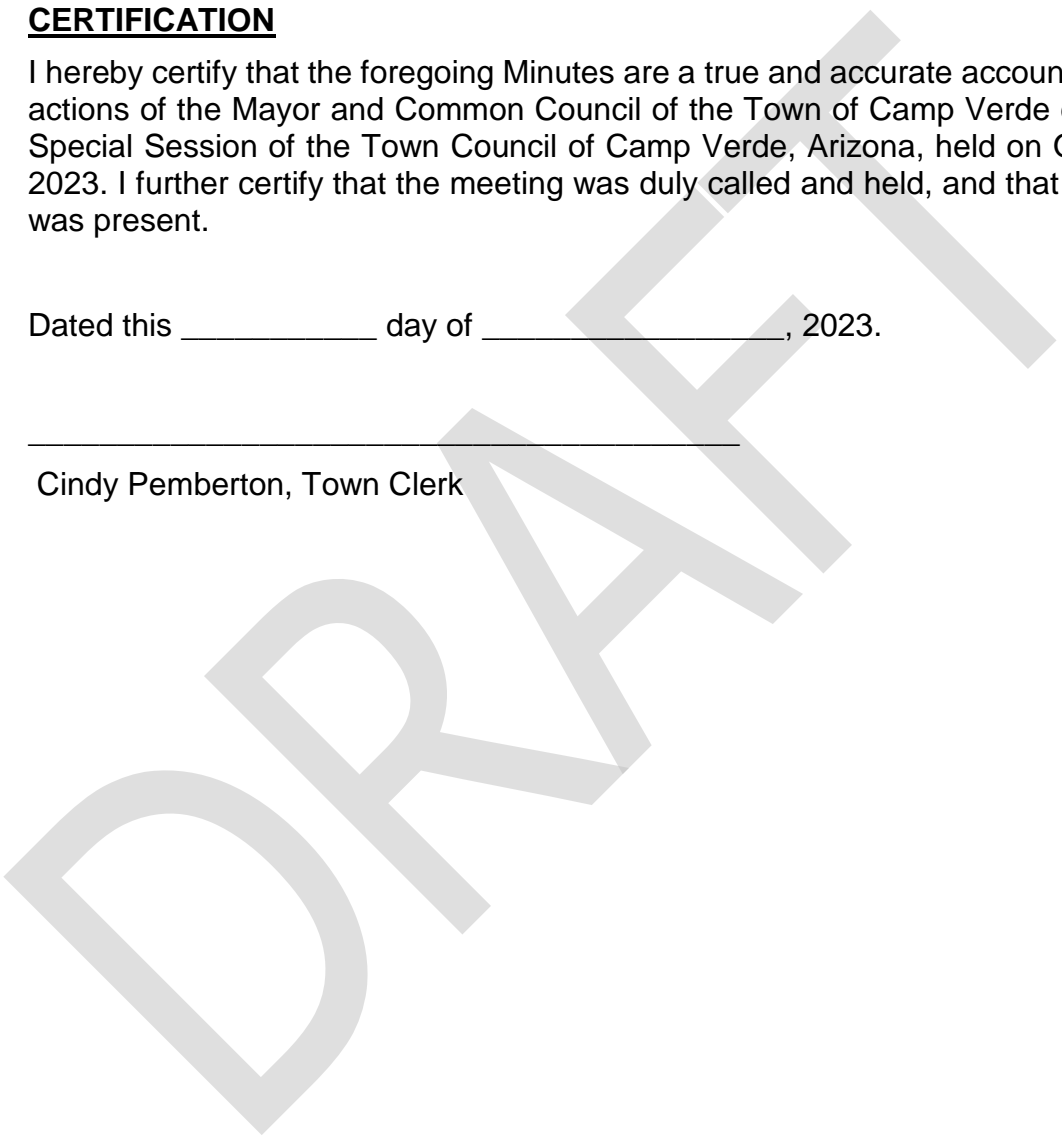 CERTIFICATION
I hereby certify that the foregoing Minutes are a true and accurate
actions of the Mayor and Common Council of the Town of Camp Verde
Special Session of the Town Council of Camp Verde, Arizona, held on
2023. I further certify that the meeting was duly called and held, and that
was present.
Dated this ___________ day of _________________, 2023.
________________________________________
Cindy Pemberton, Town Clerk
DRAFT